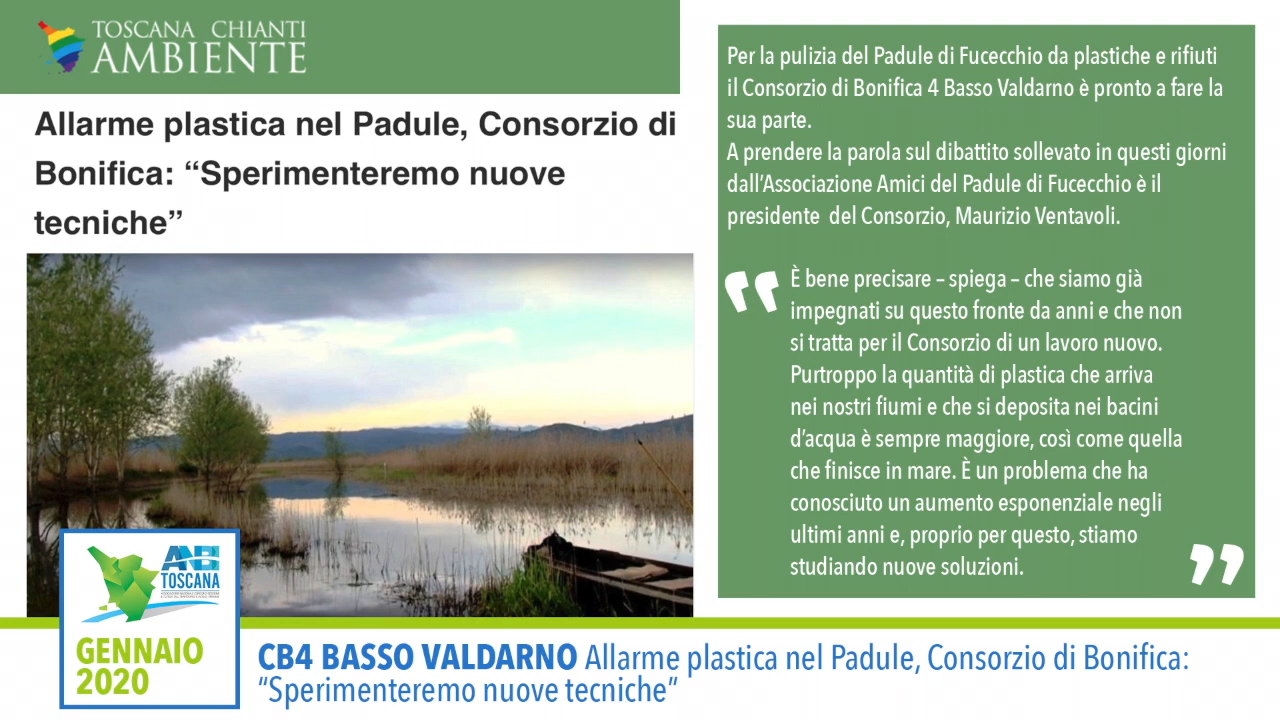 TOSCANA CHIANTI
AMBIENTE
Allarme plastica nel Padule, Consorzio di
Bonifica: “Sperimenteremo nuove
tecniche”
Per la pulizia del Padule di Fucecchio da plastiche e rifiuti
il Consorzio di Bonifica 4 Basso Valdarno è pronto a fare la
sua parte.
A prendere la parola sul dibattito sollevato in questi giorni
dall’Associazione Amici del Padule di Fucecchio è il
presidente  del Consorzio, Maurizio Ventavoli.
“ È bene precisare – spiega – che siamo già
impegnati su questo fronte da anni e che non
si tratta per il Consorzio di un lavoro nuovo.
Purtroppo la quantità di plastica che arriva
nei nostri fiumi e che si deposita nei bacini
d’acqua è sempre maggiore, così come quella
che finisce in mare. È un problema che ha
conosciuto un aumento esponenziale negli
ultimi anni e, proprio per questo, stiamo
studiando nuove soluzioni. ”
ANBI
TOSCANA
GENNAIO
2020
CB4 BASSO VALDARNO Allarme plastica nel Padule, Consorzio di Bonifica:
“Sperimenteremo nuove tecniche”